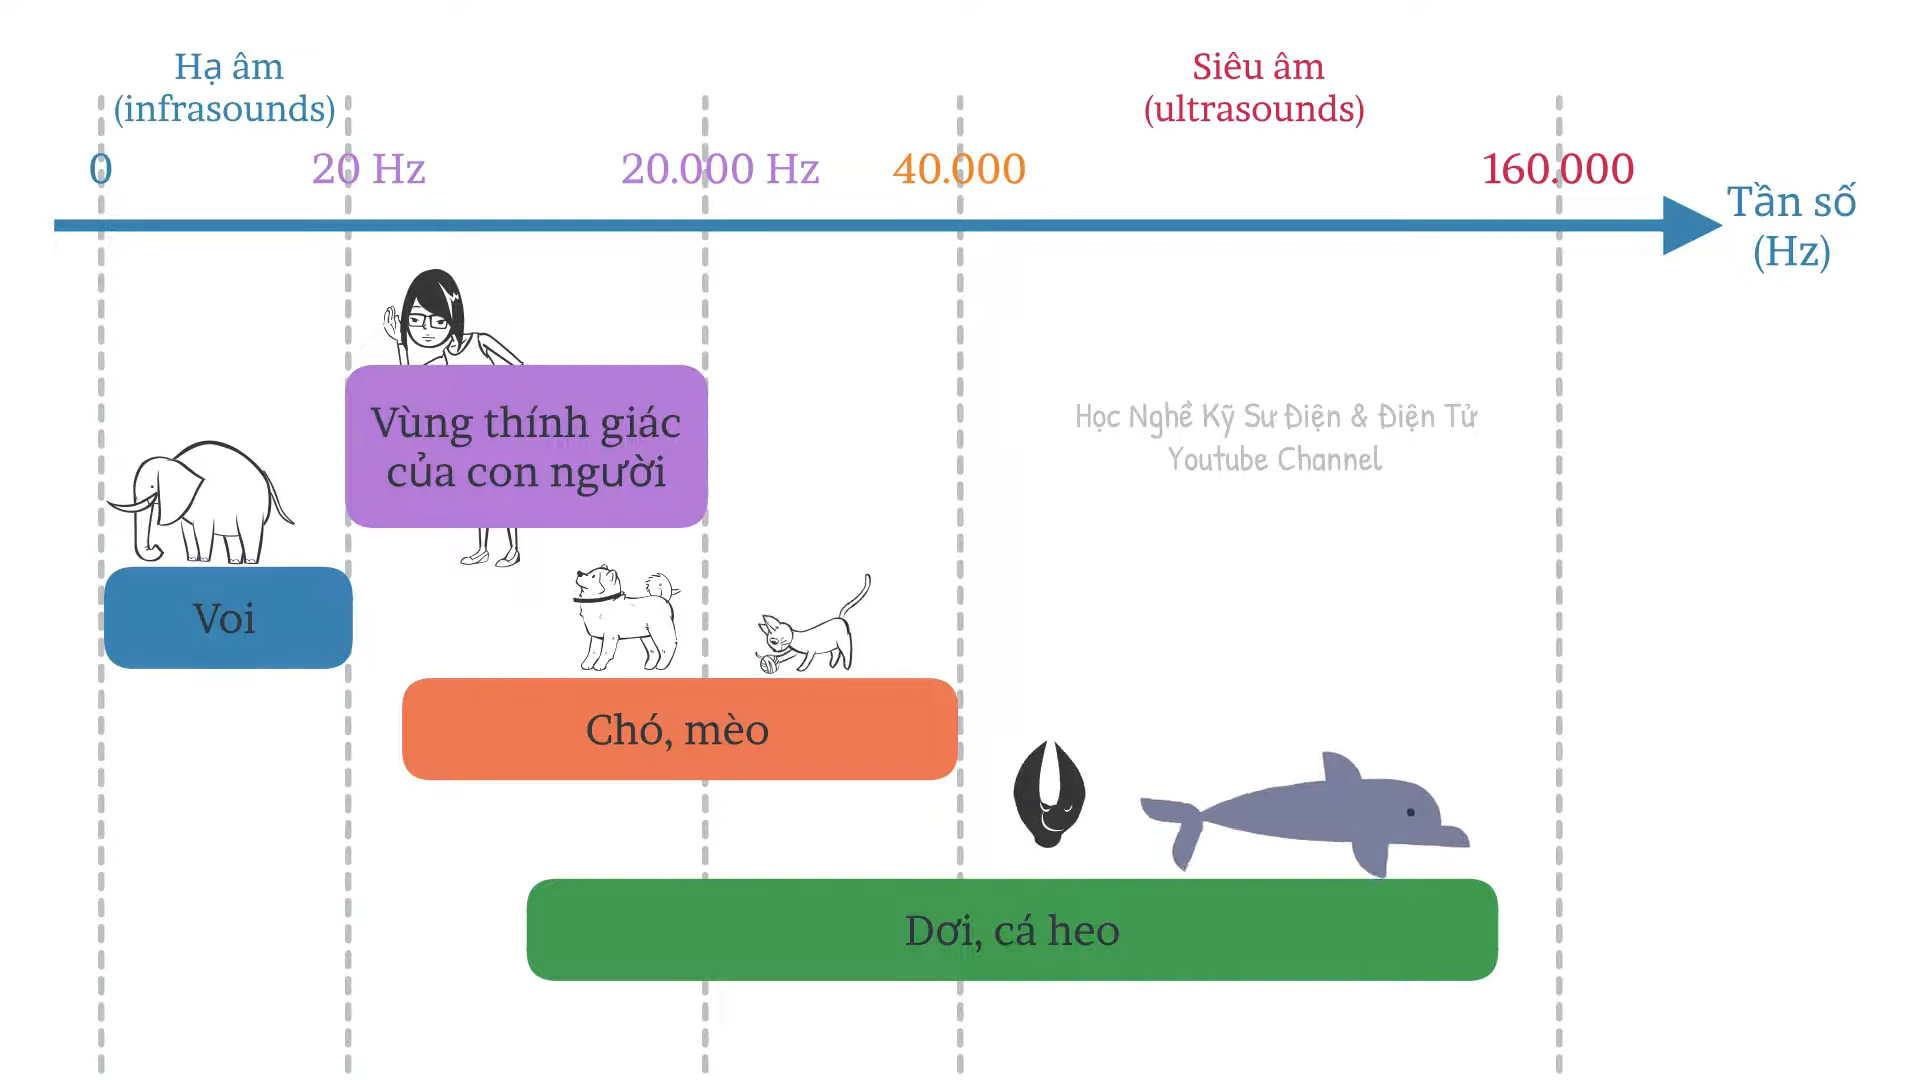 Hạ âm
(infrasounds)
Siêu âm
(ultrasounds)
0
20 Hz
20.000 Hz
40.000
160.000
Tần số
(Hz)
Vùng thính giác
của con người
Học Nghề Kỹ Sư Điện & Điện Tử
Youtube Channel
Voi
Chó, mèo
Dơi, cá heo